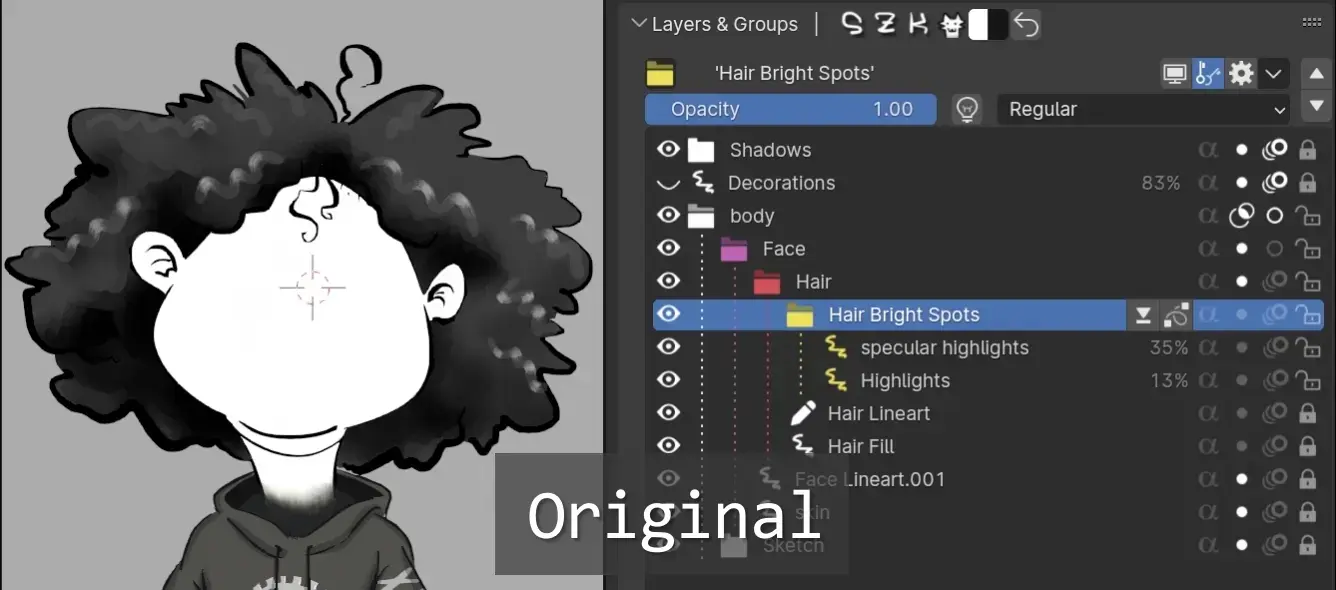 Layers & Groups
'Hair Bright Spots'
Opacity 1.00
Regular
Shadows
Decorations 83%
body
Face
Hair
Hair Bright Spots
specular highlights 35%
Highlights 13%
Hair Lineart
Hair Fill
Face Lineart.001
skin
Sketch
Original